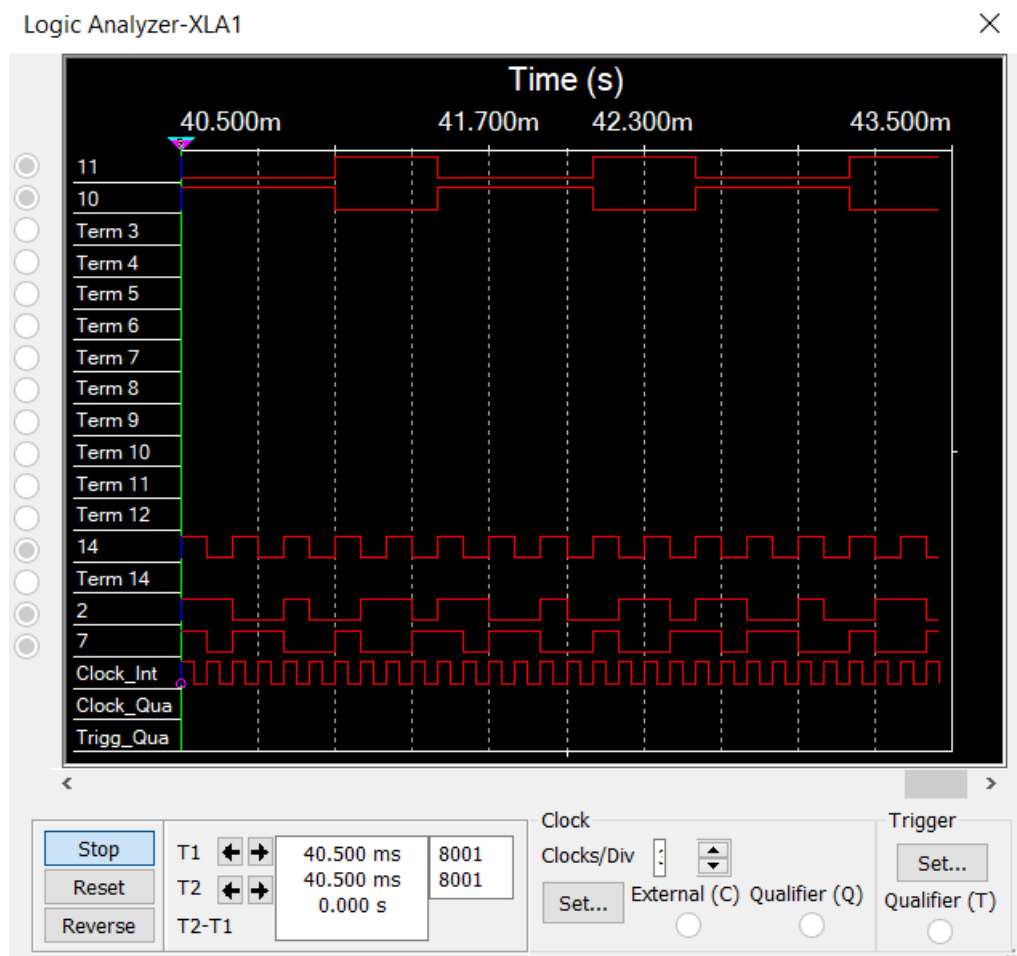 Logic Analyzer-XLA1
Time (s)
40.500m 41.700m 42.300m 43.500m
11
10
Term 3
Term 4
Term 5
Term 6
Term 7
Term 8
Term 9
Term 10
Term 11
Term 12
14
Term 14
2
7
Clock_Int
Clock_Qua
Trigg_Qua
Stop
Reset
Reverse
T1 40.500 ms 8001
T2 40.500 ms 8001
T2-T1 0.000 s
Clock
Clocks/Div
Set...
External (C) Qualifier (Q)
Trigger
Set...
Qualifier (T)